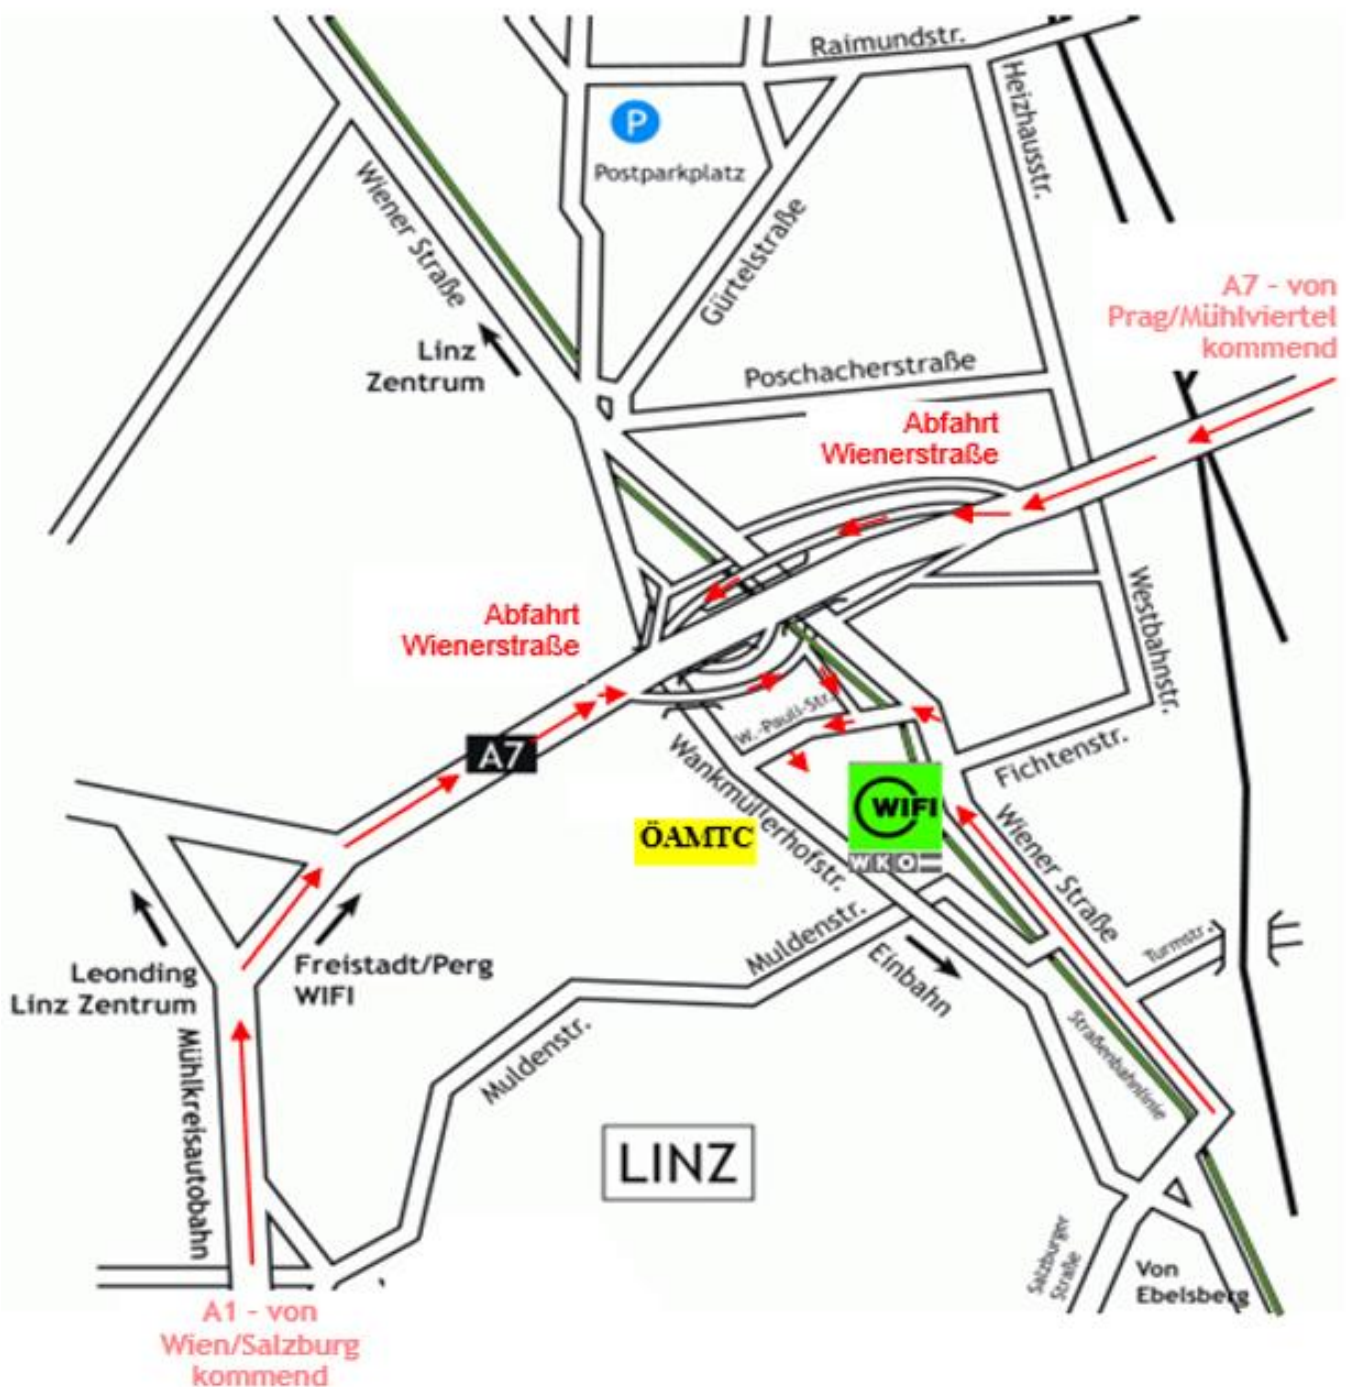 Raimundstr.
Heizhausstr.
P
Postparkplatz
Wiener Straße
Gürtelstraße
A7 - von
Prag/Mühlviertel
kommend
Linz
Zentrum
Poschacherstraße
Abfahrt
Wienerstraße
Westbahnstr.
Abfahrt
Wienerstraße
W.-Pauli-Str.
A7
Wankmüllerhofstr.
Fichtenstr.
WIFI
WKO
ÖAMTC
Wiener Straße
Muldenstr.
Turmstr.
Einbahn
Leonding
Linz Zentrum
Freistadt/Perg
WIFI
Mühlkreisautobahn
Muldenstr.
Straßenbahnlinie
LINZ
Salzburger
Straße
Von
Ebelsberg
A1 - von
Wien/Salzburg
kommend